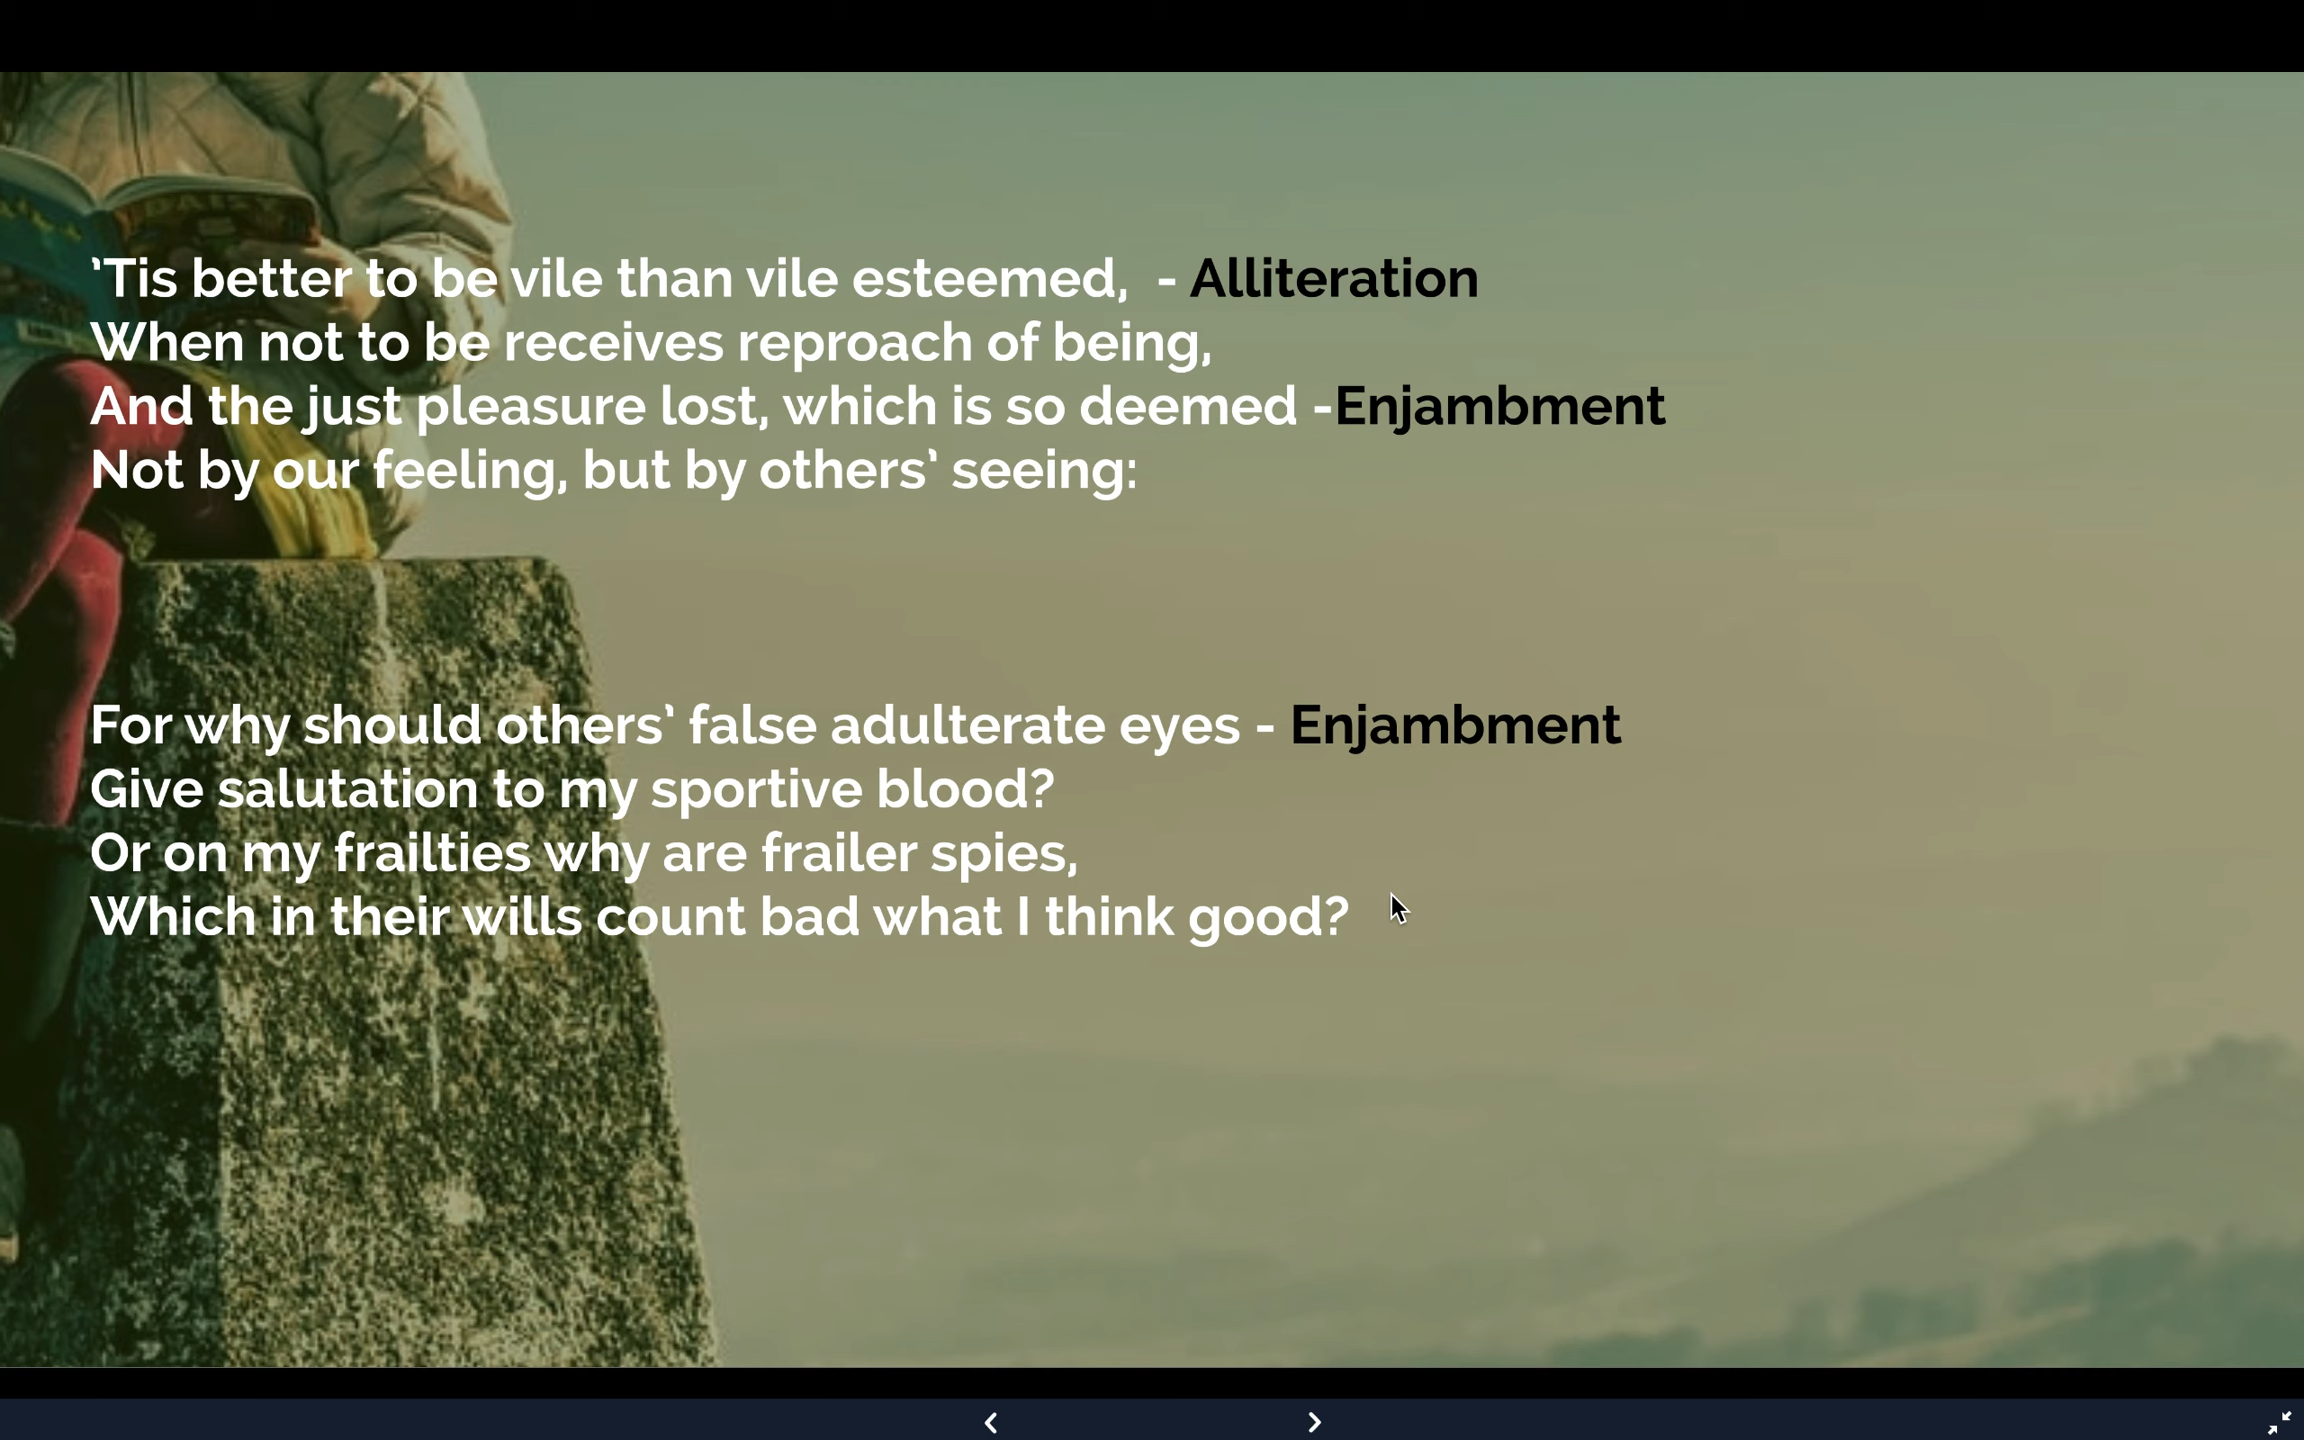 ’Tis better to be vile than vile esteemed, - Alliteration
When not to be receives reproach of being,
And the just pleasure lost, which is so deemed -Enjambment
Not by our feeling, but by others’ seeing:
For why should others’ false adulterate eyes - Enjambment
Give salutation to my sportive blood?
Or on my frailties why are frailer spies,
Which in their wills count bad what I think good?